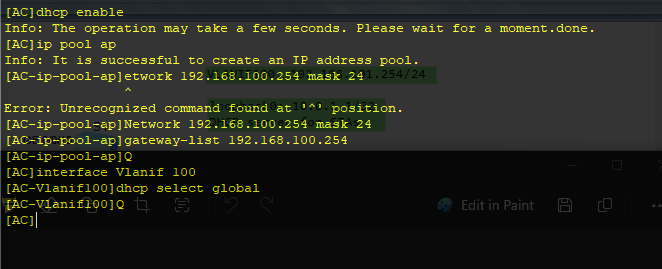 [AC]dhcp enable
Info: The operation may take a few seconds. Please wait for a moment.done.
[AC]ip pool ap
Info: It is successful to create an IP address pool.
[AC-ip-pool-ap]etwork 192.168.100.254 mask 24
^
Error: Unrecognized command found at '^' position.
[AC-ip-pool-ap]Network 192.168.100.254 mask 24
[AC-ip-pool-ap]gateway-list 192.168.100.254
[AC-ip-pool-ap]Q
[AC]interface Vlanif 100
[AC-Vlanif100]dhcp select global
Edit in Paint
[AC-Vlanif100]Q
[AC]